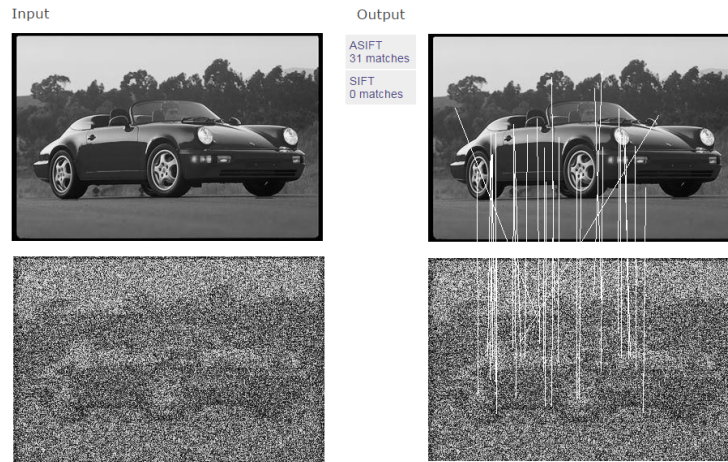 Input
Output
ASIFT
31 matches
SIFT
0 matches